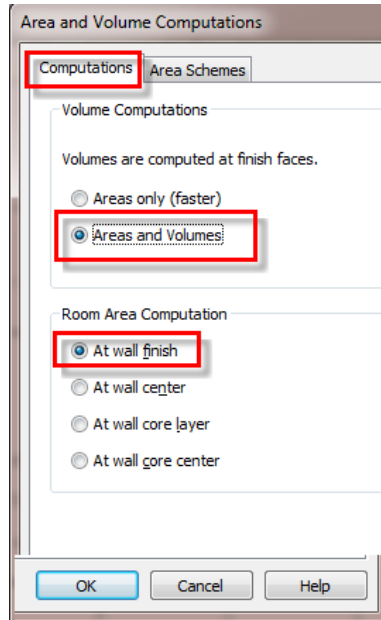 Area and Volume Computations
Computations Area Schemes
Volume Computations
Volumes are computed at finish faces.
Areas only (faster)
Areas and Volumes
Room Area Computation
At wall finish
At wall center
At wall core layer
At wall core center
OK Cancel Help